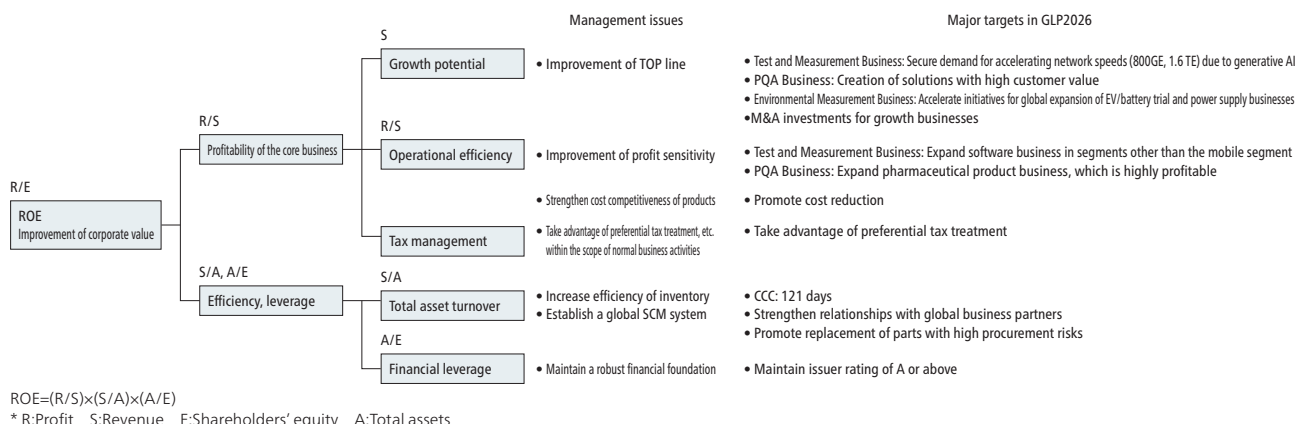 Management issues
Major targets in GLP2026
S
Growth potential
• Improvement of TOP line
• Test and Measurement Business: Secure demand for accelerating network speeds (800GE, 1.6 TE) due to generative AI
• PQA Business: Creation of solutions with high customer value
• Environmental Measurement Business: Accelerate initiatives for global expansion of EV/battery trial and power supply businesses
•M&A investments for growth businesses
R/S
Profitability of the core business
R/S
Operational efficiency
• Improvement of profit sensitivity
• Test and Measurement Business: Expand software business in segments other than the mobile segment
• PQA Business: Expand pharmaceutical product business, which is highly profitable
• Strengthen cost competitiveness of products
• Promote cost reduction
R/E
ROE
Improvement of corporate value
Tax management
• Take advantage of preferential tax treatment, etc.
within the scope of normal business activities
• Take advantage of preferential tax treatment
S/A, A/E
Efficiency, leverage
S/A
Total asset turnover
• Increase efficiency of inventory
• Establish a global SCM system
• CCC: 121 days
• Strengthen relationships with global business partners
• Promote replacement of parts with high procurement risks
A/E
Financial leverage
• Maintain a robust financial foundation
• Maintain issuer rating of A or above
ROE=(R/S)×(S/A)×(A/E)
* R:Profit S:Revenue E:Shareholders' equity A:Total assets